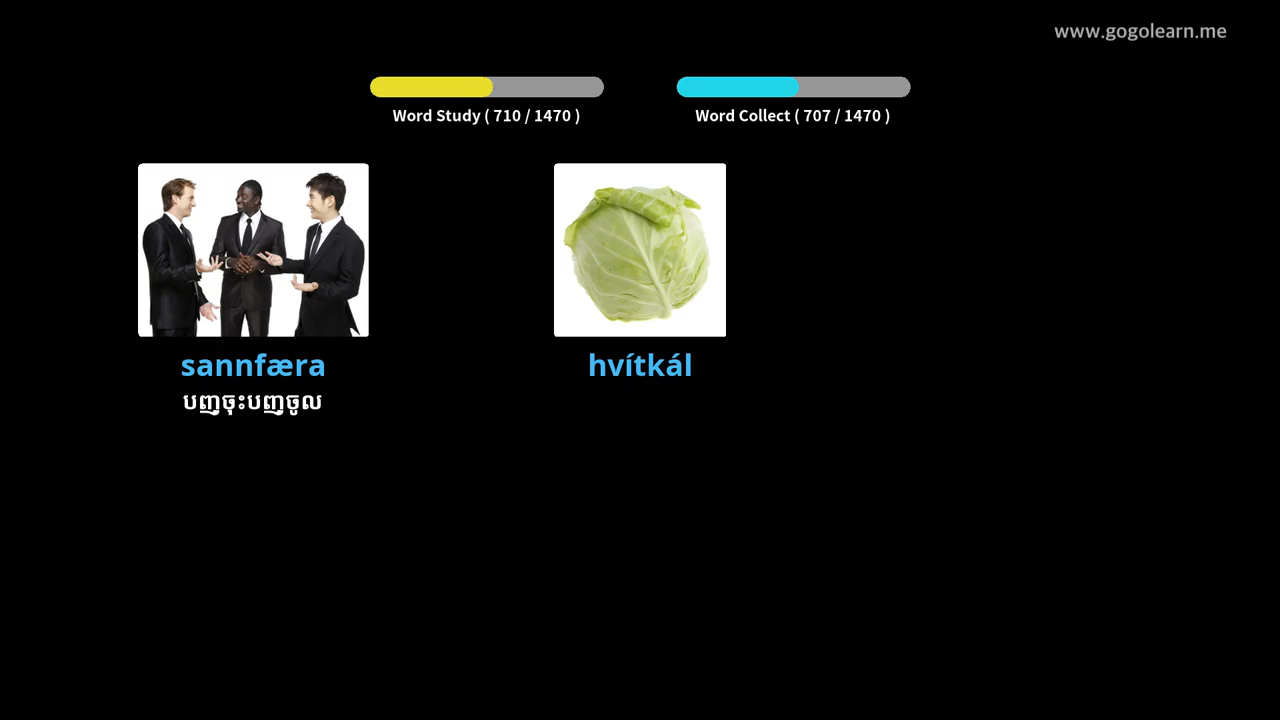 www.gogolearn.me
Word Study ( 710 / 1470 )
Word Collect ( 707 / 1470 )
sannfæra
បញ្ចុះបញ្ចូល
hvítkál